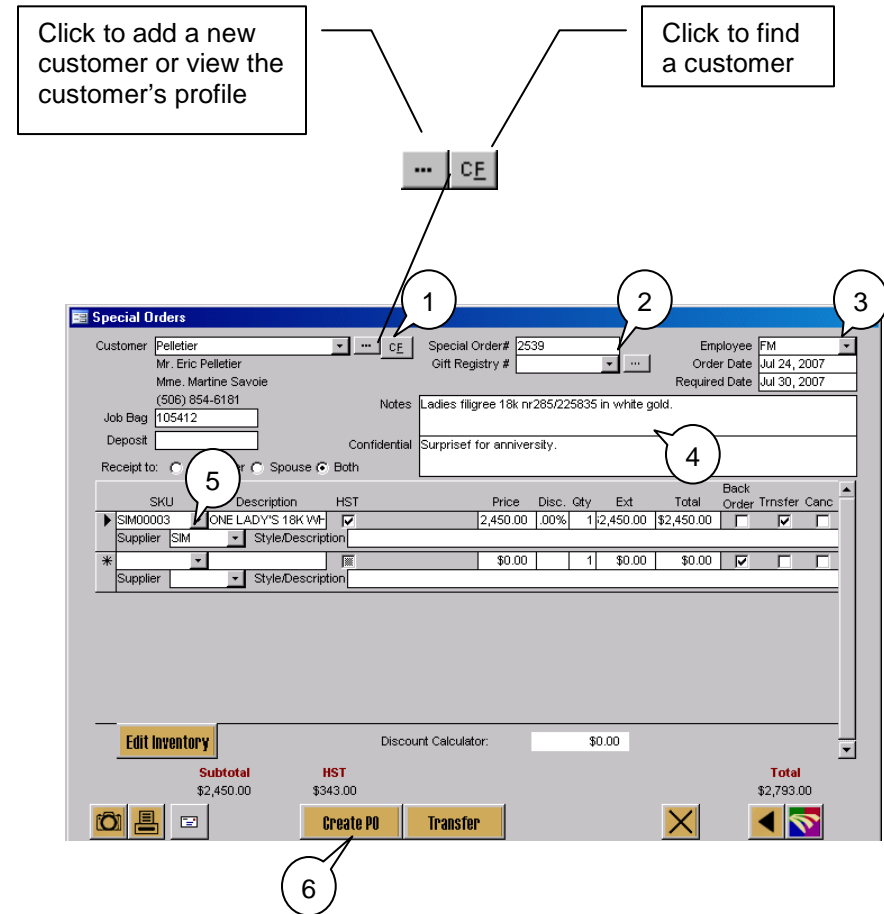 Click to add a new
customer or view the
customer's profile
Click to find
a customer
... CF
1
2
3
Special Orders
Customer Pelletier ... CF Special Order# 2539 Employee FM
Mr. Eric Pelletier Gift Registry # ... Order Date Jul 24, 2007
Mme. Martine Savoie Required Date Jul 30, 2007
(506) 854-6181 Notes Ladies filigree 18k nr285/225835 in white gold.
Job Bag 105412
Deposit Confidential Surprisef for anniversity.
4
Receipt to: Spouse Both
5
Back
SKU Description HST Price Disc. Qty Ext Total Order Trnsfer Canc
SIM00003 ONE LADY'S 18K WH 2,450.00 .00% 1 $2,450.00 $2,450.00
Supplier SIM Style/Description
* $0.00 1 $0.00 $0.00
Supplier Style/Description
Edit Inventory Discount Calculator: $0.00
Subtotal HST Total
$2,450.00 $343.00 $2,793.00
Create PO Transfer
6